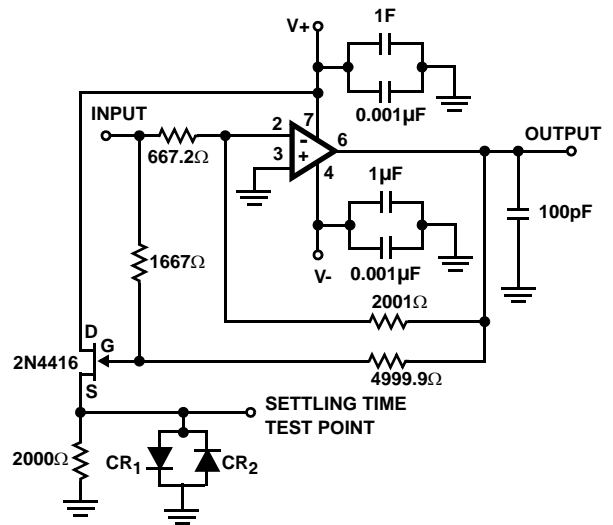 V+
1F
0.001µF
INPUT
667.2Ω
2
3
7
6
4
-
+
OUTPUT
1µF
0.001µF
V-
100pF
1667Ω
2001Ω
4999.9Ω
D
G
2N4416
S
SETTLING TIME
TEST POINT
2000Ω
CR1
CR2